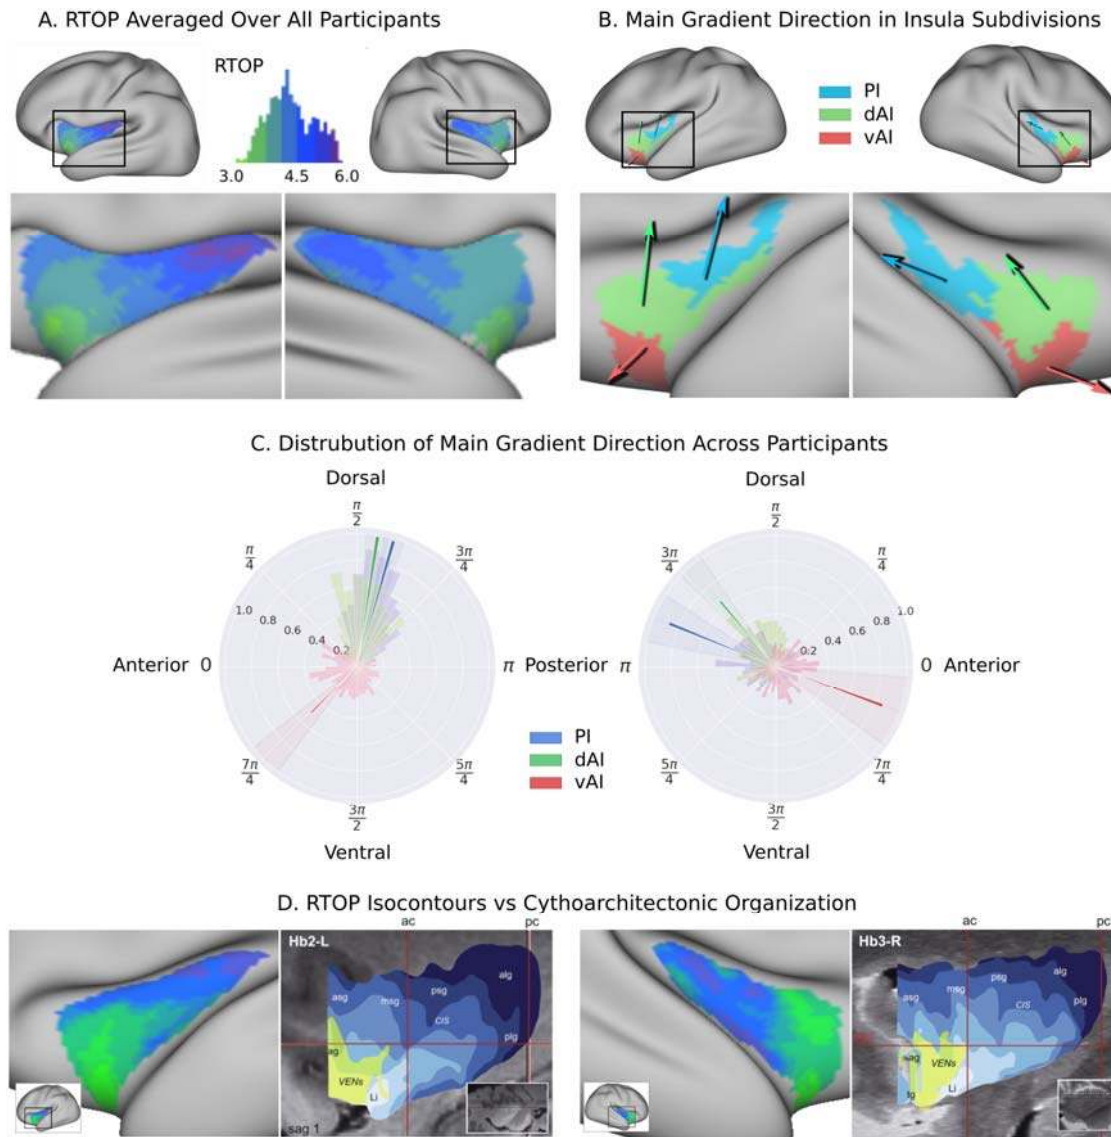 A. RTOP Averaged Over All Participants
B. Main Gradient Direction in Insula Subdivisions
RTOP
3.0 4.5 6.0
PI
dAI
vAI
C. Distrubution of Main Gradient Direction Across Participants
Dorsal
π/2
π/4
3π/4
1.0
0.8
0.6
0.4
0.2
Anterior 0
π
7π/4
5π/4
3π/2
Ventral
Posterior
PI
dAI
vAI
Dorsal
π/2
3π/4
π/4
1.0
0.8
0.6
0.4
0.2
π
0 Anterior
5π/4
7π/4
3π/2
Ventral
D. RTOP Isocontours vs Cythoarchitectonic Organization
ac pc
Hb2-L
alg
asg msg psg
CIS
plg
ag
VENs
Li
sag 1
ac pc
Hb3-R
alg
psg
msg
asg CIS plg
sag
VENs
Li